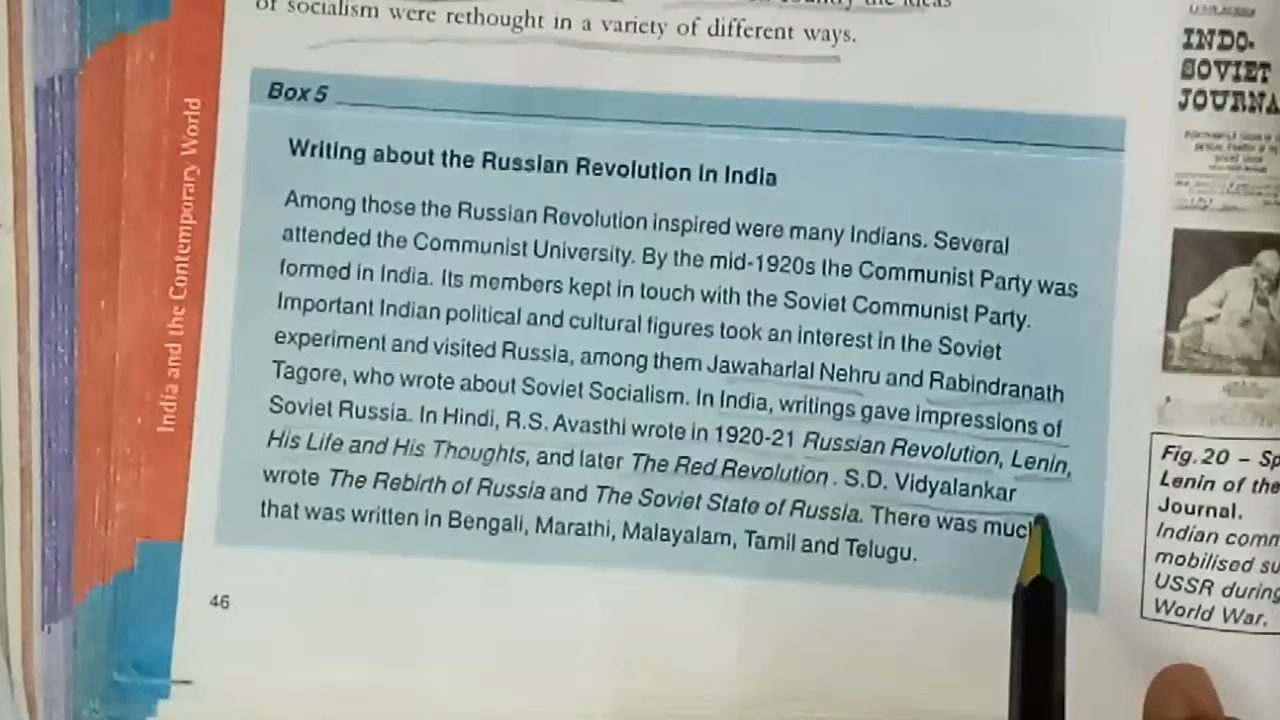 of socialism were rethought in a variety of different ways.
Box 5
Writing about the Russian Revolution in India
Among those the Russian Revolution inspired were many Indians. Several
attended the Communist University. By the mid-1920s the Communist Party was
formed in India. Its members kept in touch with the Soviet Communist Party.
Important Indian political and cultural figures took an interest in the Soviet
experiment and visited Russia, among them Jawaharlal Nehru and Rabindranath
Tagore, who wrote about Soviet Socialism. In India, writings gave impressions of
Soviet Russia. In Hindi, R.S. Avasthi wrote in 1920-21 Russian Revolution, Lenin,
His Life and His Thoughts, and later The Red Revolution. S.D. Vidyalankar
wrote The Rebirth of Russia and The Soviet State of Russia. There was much
that was written in Bengali, Marathi, Malayalam, Tamil and Telugu.
46
India and the Contemporary World
INDO-
SOVIET
JOURNA
Fig.20 – Sp
Lenin of the
Journal.
Indian comm
mobilised su
USSR during
World War.